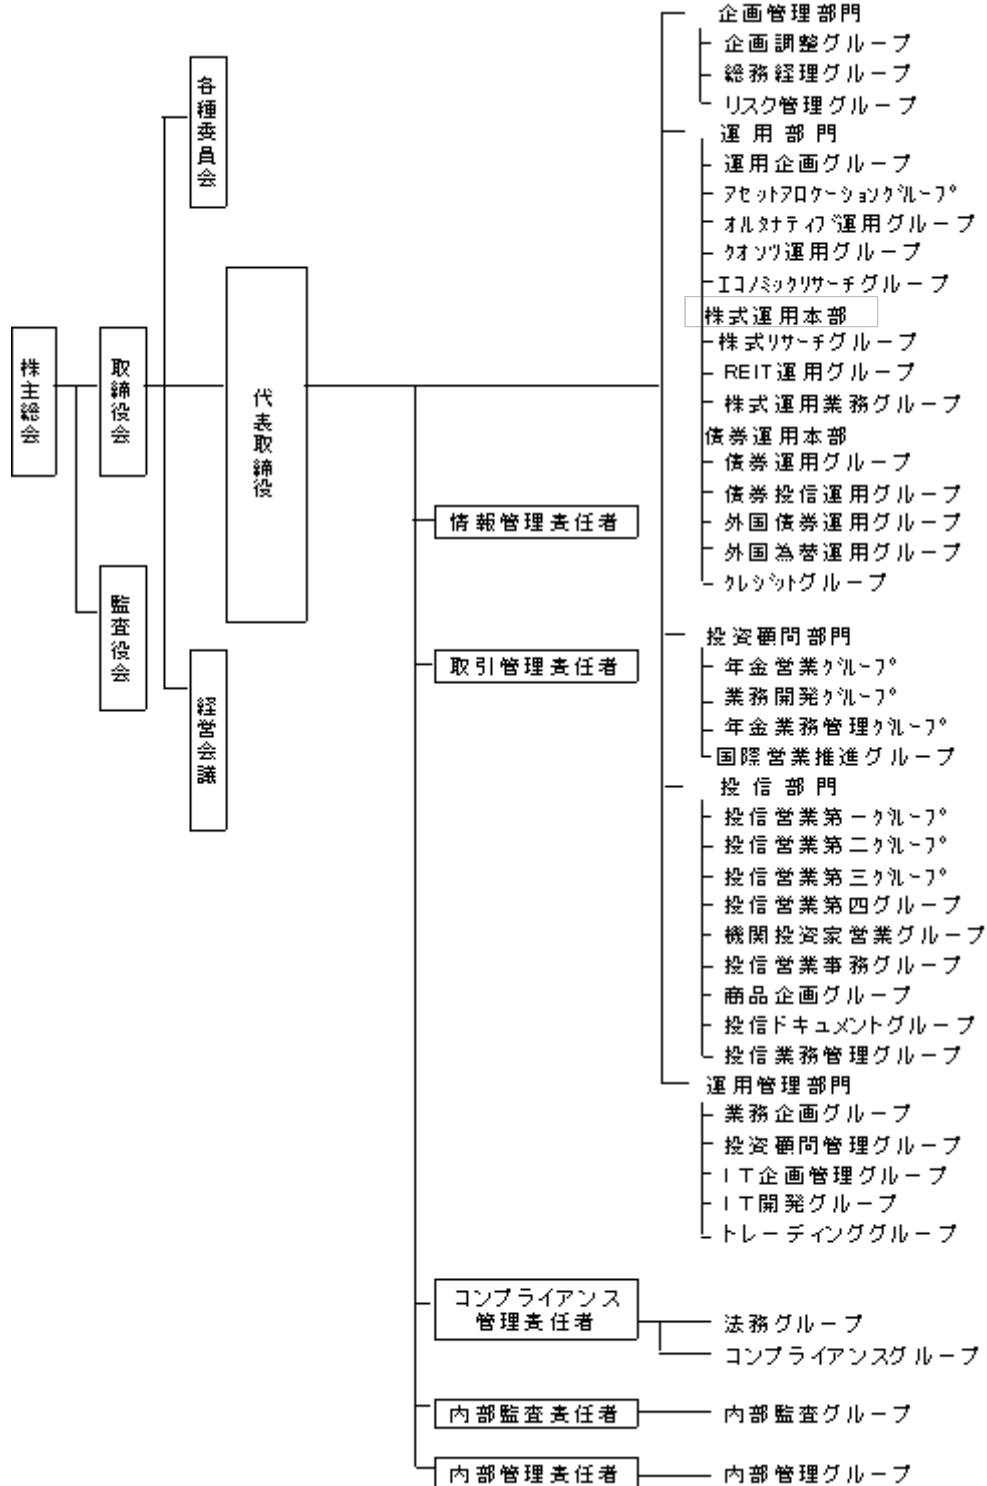 株主総会
取締役会
監査役会
各種委員会
代表取締役
経営会議
企画管理部門
企画調整グループ
総務経理グループ
リスク管理グループ
運用部門
運用企画グループ
ｱｾｯﾄｱﾛｹｰｼｮﾝｸﾞﾙｰﾌﾟ
ｵﾙﾀﾅﾃｨﾌﾞ運用グループ
ｸｵﾝﾂ運用グループ
ｴｺﾉﾐｯｸﾘｻｰﾁグループ
株式運用本部
株式ﾘｻｰﾁグループ
REIT運用グループ
株式運用業務グループ
債券運用本部
債券運用グループ
債券投信運用グループ
外国債券運用グループ
外国為替運用グループ
ｸﾚｼﾞｯﾄグループ
情報管理責任者
取引管理責任者
投資顧問部門
年金営業ｸﾞﾙｰﾌﾟ
業務開発ｸﾞﾙｰﾌﾟ
年金業務管理ｸﾞﾙｰﾌﾟ
国際営業推進グループ
投信部門
投信営業第一ｸﾞﾙｰﾌﾟ
投信営業第二ｸﾞﾙｰﾌﾟ
投信営業第三ｸﾞﾙｰﾌﾟ
投信営業第四グループ
機関投資家営業グループ
投信営業事務グループ
商品企画グループ
投信ドキュメントグループ
投信業務管理グループ
運用管理部門
業務企画グループ
投資顧問管理グループ
ＩＴ企画管理グループ
ＩＴ開発グループ
トレーディンググループ
コンプライアンス
管理責任者
法務グループ
コンプライアンスグループ
内部監査責任者
内部監査グループ
内部管理責任者
内部管理グループ